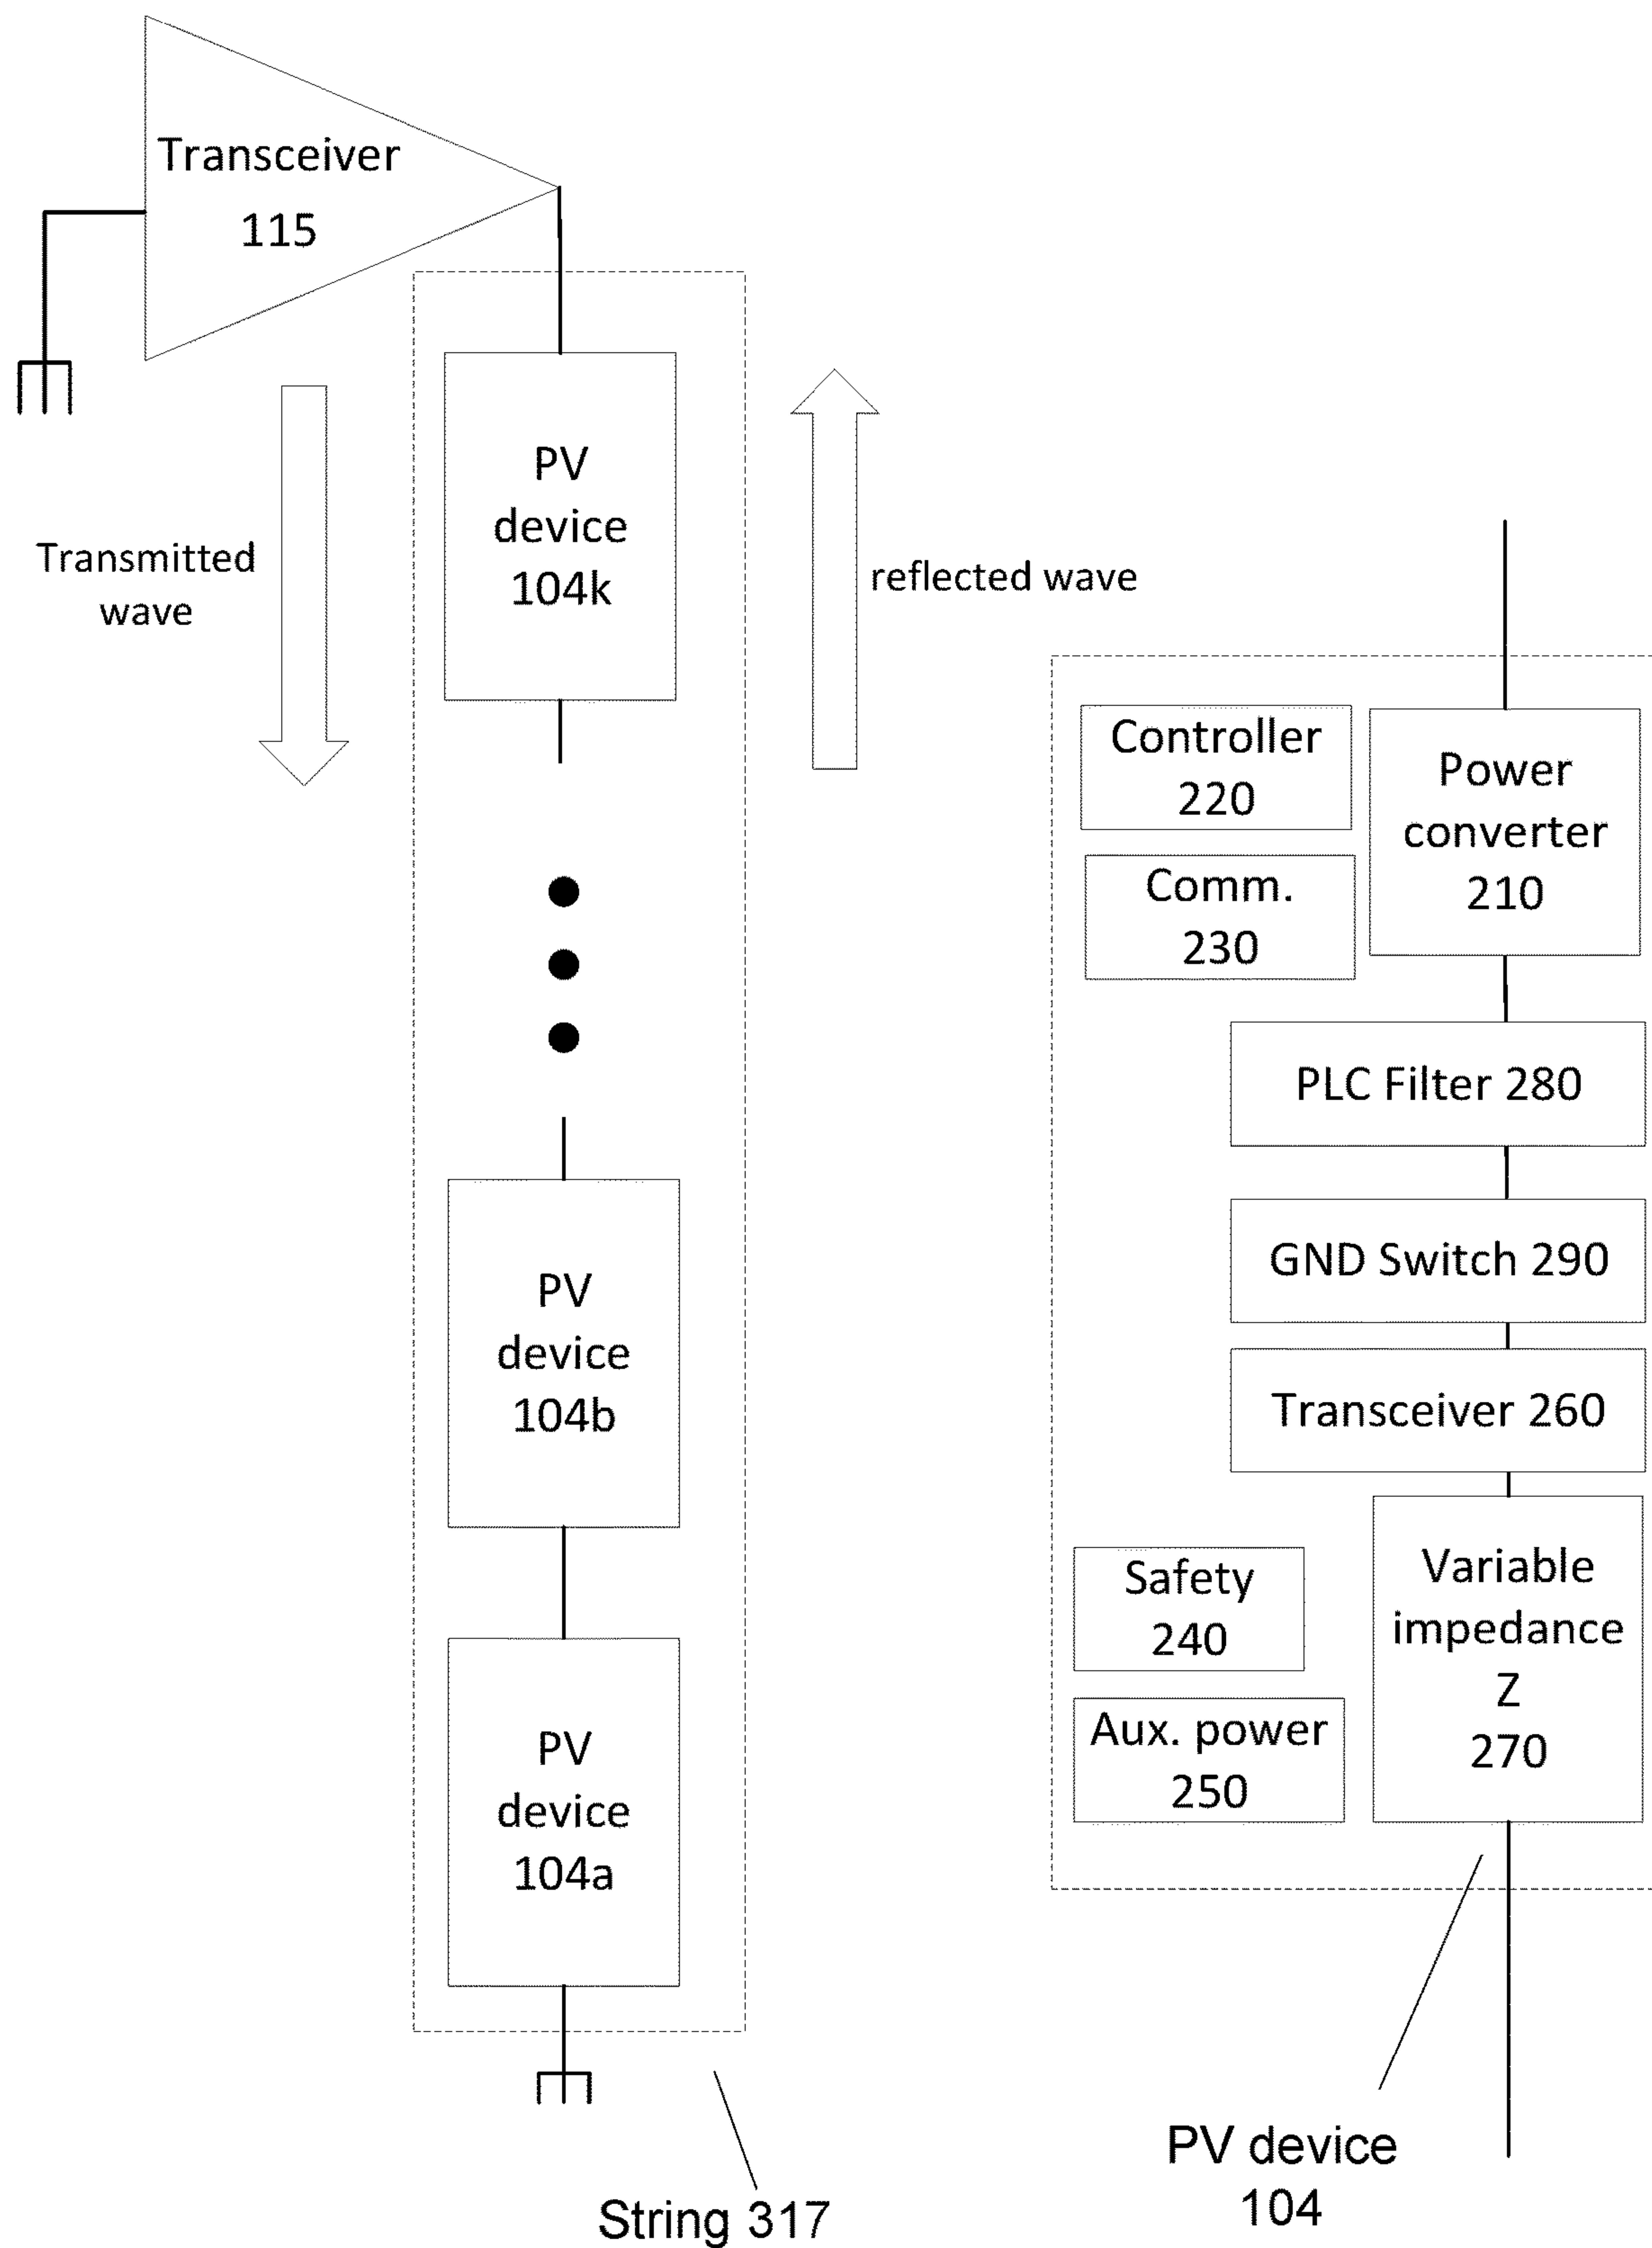 Transceiver
115
Transmitted
wave
PV
device
104k
reflected wave
PV
device
104b
PV
device
104a
String 317
Controller
220
Power
converter
210
Comm.
230
PLC Filter 280
GND Switch 290
Transceiver 260
Variable
impedance
Z
270
Safety
240
Aux. power
250
PV device
104